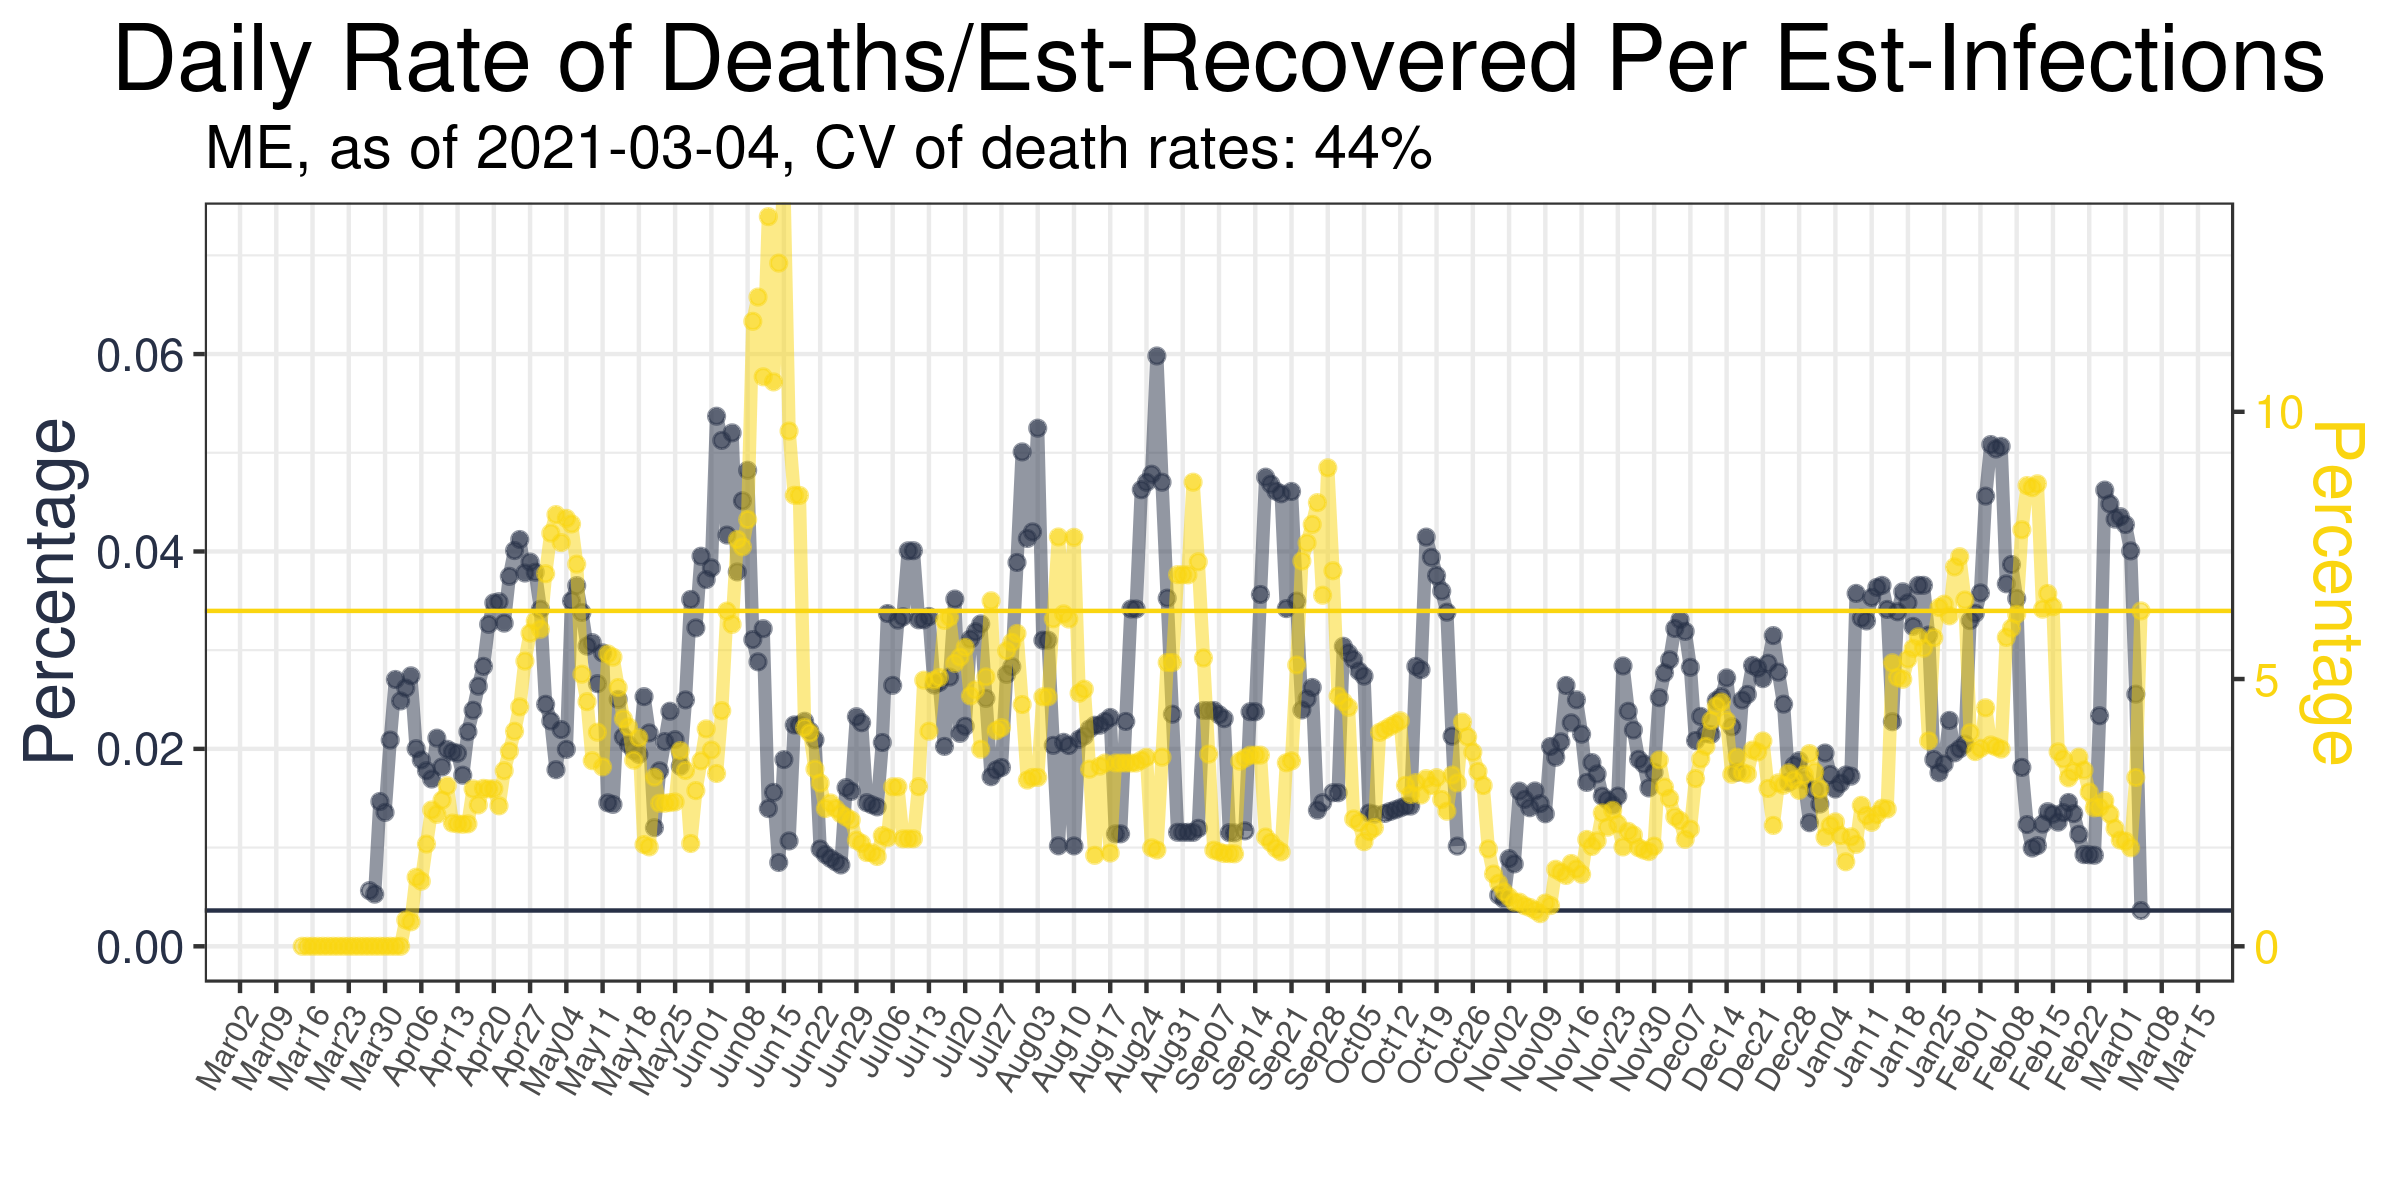 Daily Rate of Deaths/Est-Recovered Per Est-Infections
ME, as of 2021-03-04, CV of death rates: 44%
Percentage
0.06
0.04
0.02
0.00
10
5
0
Percentage
Mar02
Mar09
Mar16
Mar23
Mar30
Apr06
Apr13
Apr20
Apr27
May04
May11
May18
May25
Jun01
Jun08
Jun15
Jun22
Jun29
Jul06
Jul13
Jul20
Jul27
Aug03
Aug10
Aug17
Aug24
Aug31
Sep07
Sep14
Sep21
Sep28
Oct05
Oct12
Oct19
Oct26
Nov02
Nov09
Nov16
Nov23
Nov30
Dec07
Dec14
Dec21
Dec28
Jan04
Jan11
Jan18
Jan25
Feb01
Feb08
Feb15
Feb22
Mar01
Mar08
Mar15